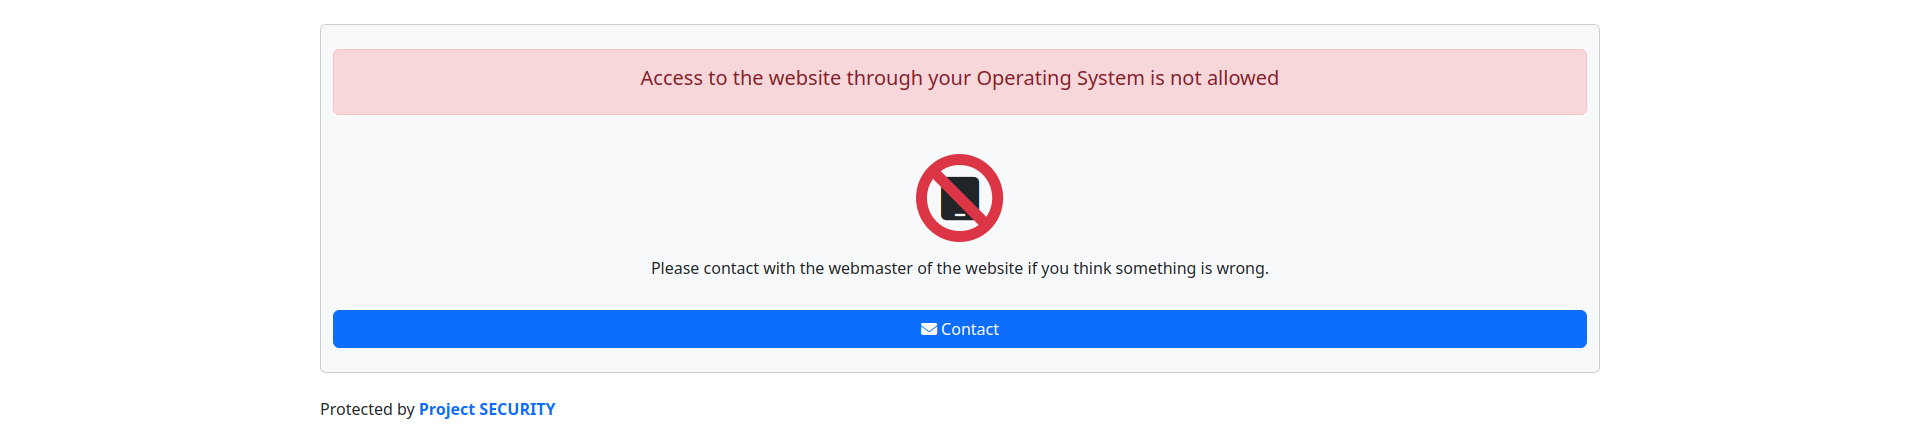 Access to the website through your Operating System is not allowed
Please contact with the webmaster of the website if you think something is wrong.
Contact
Protected by Project SECURITY